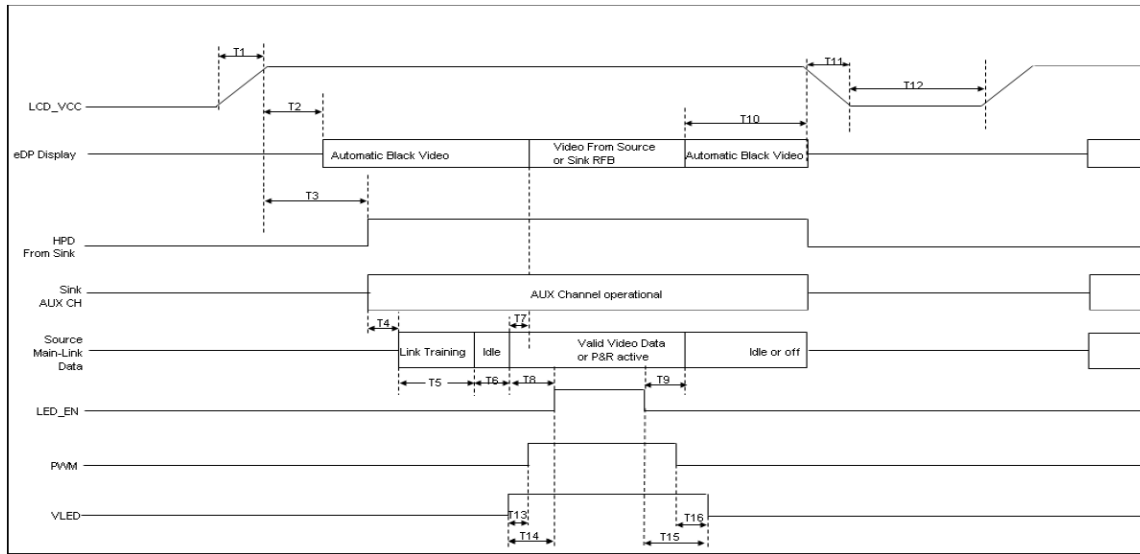 T1
T11
T12
LCD_VCC
T2
T10
eDP Display
Automatic Black Video
Video From Source
or Sink RFB
Automatic Black Video
T3
HPD
From Sink
Sink
AUX CH
AUX Channel operational
T4
T7
Source
Main-Link
Data
Link Training
Idle
Valid Video Data
or P&R active
Idle or off
T5
T6
T8
T9
LED_EN
PWM
VLED
T13
T16
T14
T15